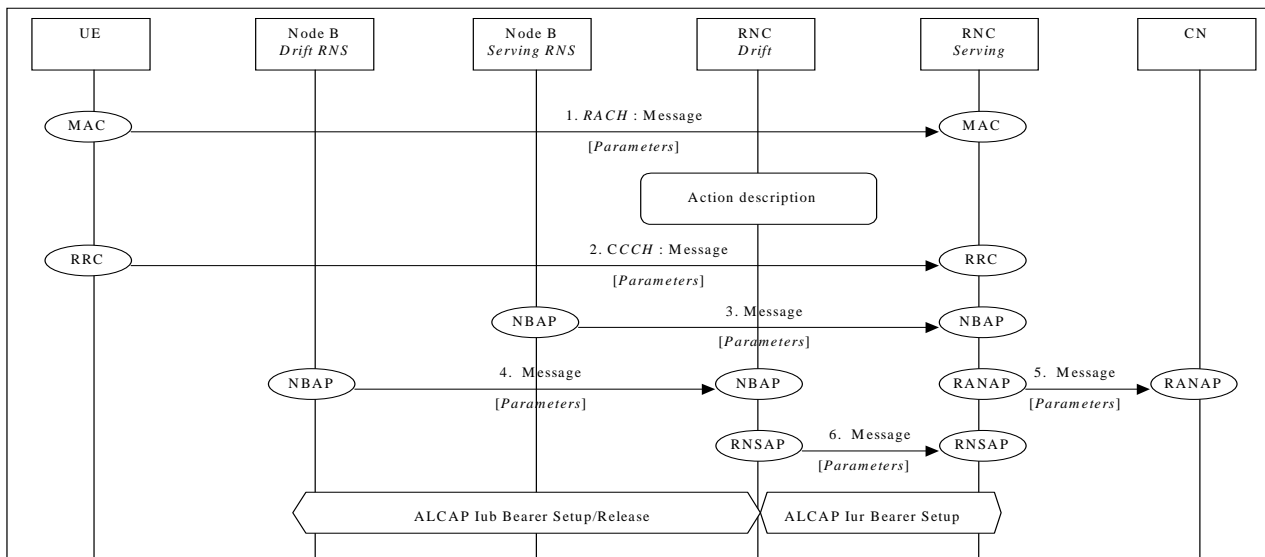 UE
Node B
Drift RNS
Node B
Serving RNS
RNC
Drift
RNC
Serving
CN
MAC
1. RACH : Message
[Parameters]
MAC
Action description
RRC
2. CCCH : Message
[Parameters]
RRC
NBAP
3. Message
[Parameters]
NBAP
NBAP
4. Message
[Parameters]
NBAP
RANAP
5. Message
[Parameters]
RANAP
RNSAP
6. Message
[Parameters]
RNSAP
ALCAP Iub Bearer Setup/Release
ALCAP Iur Bearer Setup